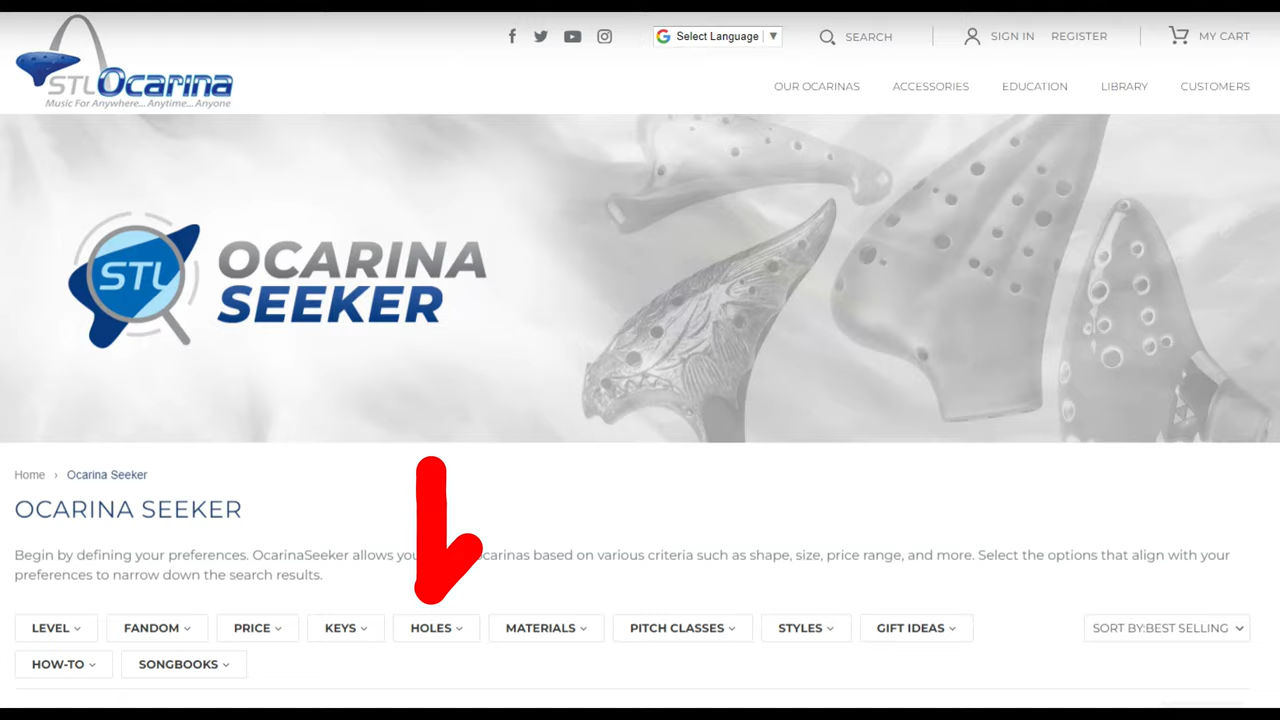 Select Language
SEARCH
SIGN IN
REGISTER
MY CART
STLOcarina
Music For Anywhere...Anytime...Anyone
OUR OCARINAS
ACCESSORIES
EDUCATION
LIBRARY
CUSTOMERS
STL
OCARINA
SEEKER
Home › Ocarina Seeker
OCARINA SEEKER
Begin by defining your preferences. OcarinaSeeker allows based on various criteria such as shape, size, price range, and more. Select the options that align with your
preferences to narrow down the search results.
LEVEL
FANDOM
PRICE
KEYS
HOLES
MATERIALS
PITCH CLASSES
STYLES
GIFT IDEAS
SORT BY:BEST SELLING
HOW-TO
SONGBOOKS